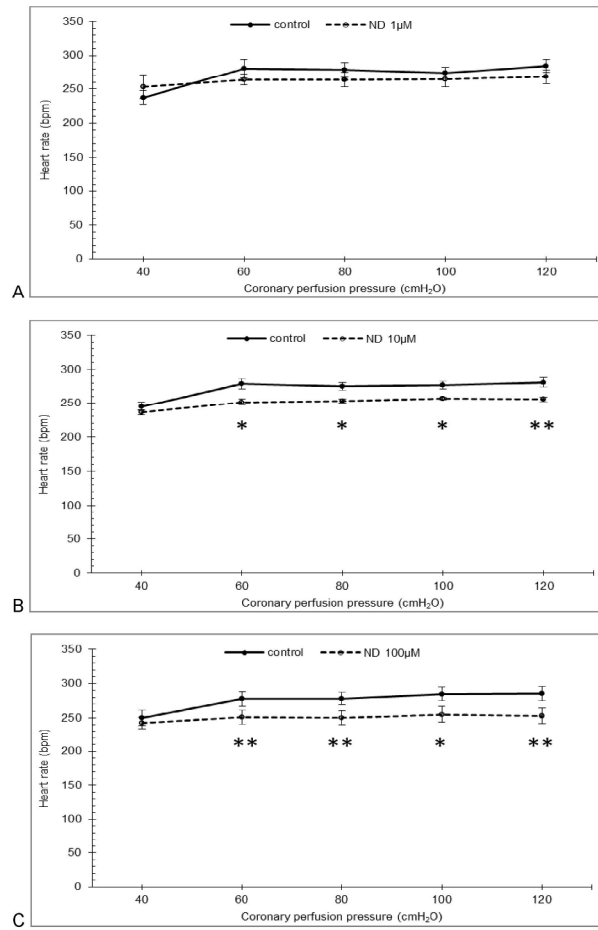 control ND 1µM
350
300
250
200
150
100
50
0
Heart rate (bpm)
40 60 80 100 120
Coronary perfusion pressure (cmH₂O)
A
control ND 10µM
350
300
250
200
150
100
50
0
Heart rate (bpm)
* * * **
40 60 80 100 120
Coronary perfusion pressure (cmH₂O)
B
control ND 100µM
350
300
250
200
150
100
50
0
Heart rate (bpm)
** ** * **
40 60 80 100 120
Coronary perfusion pressure (cmH₂O)
C